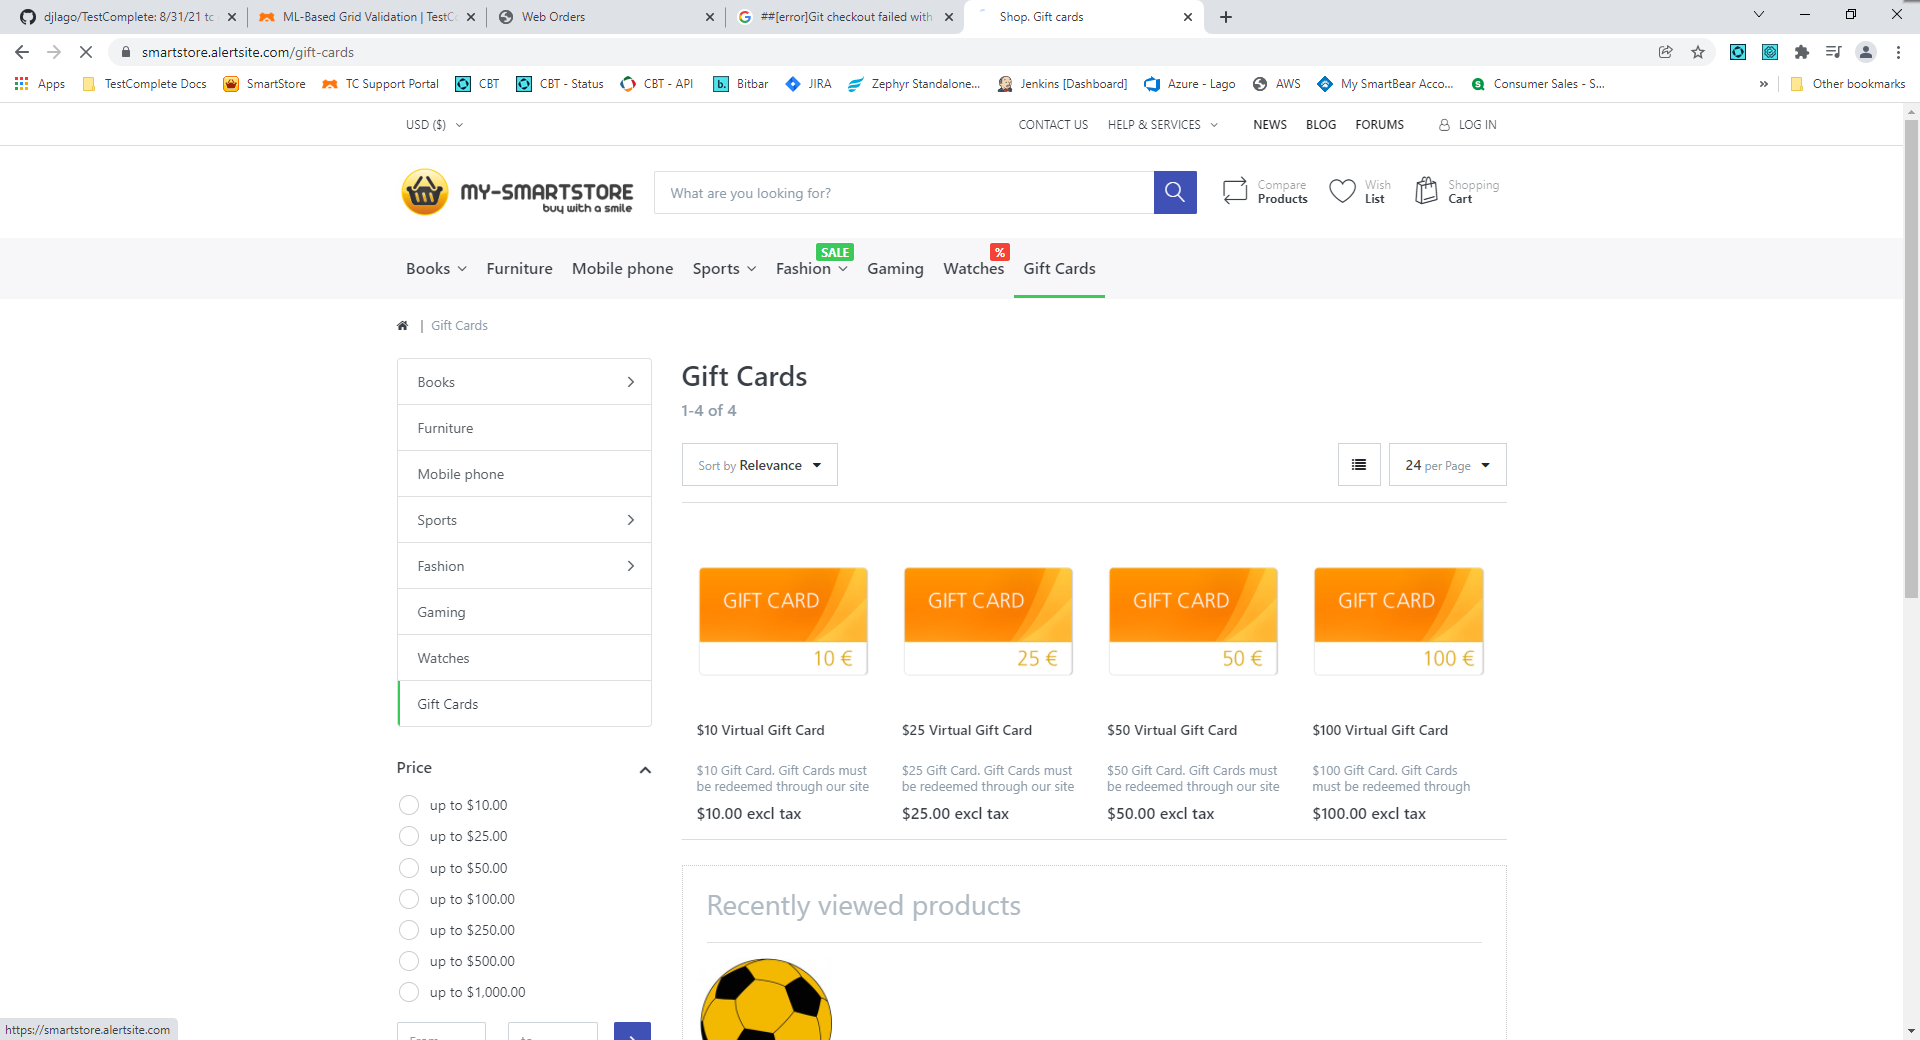 djlago/TestComplete: 8/31/21 to
ML-Based Grid Validation | TestCo
Web Orders
##[error]Git checkout failed with
Shop. Gift cards
smartstore.alertsite.com/gift-cards
Apps
TestComplete Docs
SmartStore
TC Support Portal
CBT
CBT - Status
CBT - API
b.
Bitbar
JIRA
Zephyr Standalone...
Jenkins [Dashboard]
Azure - Lago
AWS
My SmartBear Acco...
Consumer Sales - S...
»
Other bookmarks
USD ($)
CONTACT US
HELP & SERVICES
NEWS
BLOG
FORUMS
LOG IN
MY-SMARTSTORE
buy with a smile
What are you looking for?
Compare
Products
Wish
List
Shopping
Cart
SALE
%
Books
Furniture
Mobile phone
Sports
Fashion
Gaming
Watches
Gift Cards
| Gift Cards
Books
Furniture
Mobile phone
Sports
Fashion
Gaming
Watches
Gift Cards
Price
up to $10.00
up to $25.00
up to $50.00
up to $100.00
up to $250.00
up to $500.00
up to $1,000.00
Gift Cards
1-4 of 4
Sort by Relevance
24 per Page
GIFT CARD
10 €
GIFT CARD
25 €
GIFT CARD
50 €
GIFT CARD
100 €
$10 Virtual Gift Card
$10 Gift Card. Gift Cards must
be redeemed through our site
$10.00 excl tax
$25 Virtual Gift Card
$25 Gift Card. Gift Cards must
be redeemed through our site
$25.00 excl tax
$50 Virtual Gift Card
$50 Gift Card. Gift Cards must
be redeemed through our site
$50.00 excl tax
$100 Virtual Gift Card
$100 Gift Card. Gift Cards
must be redeemed through
$100.00 excl tax
Recently viewed products
https://smartstore.alertsite.com